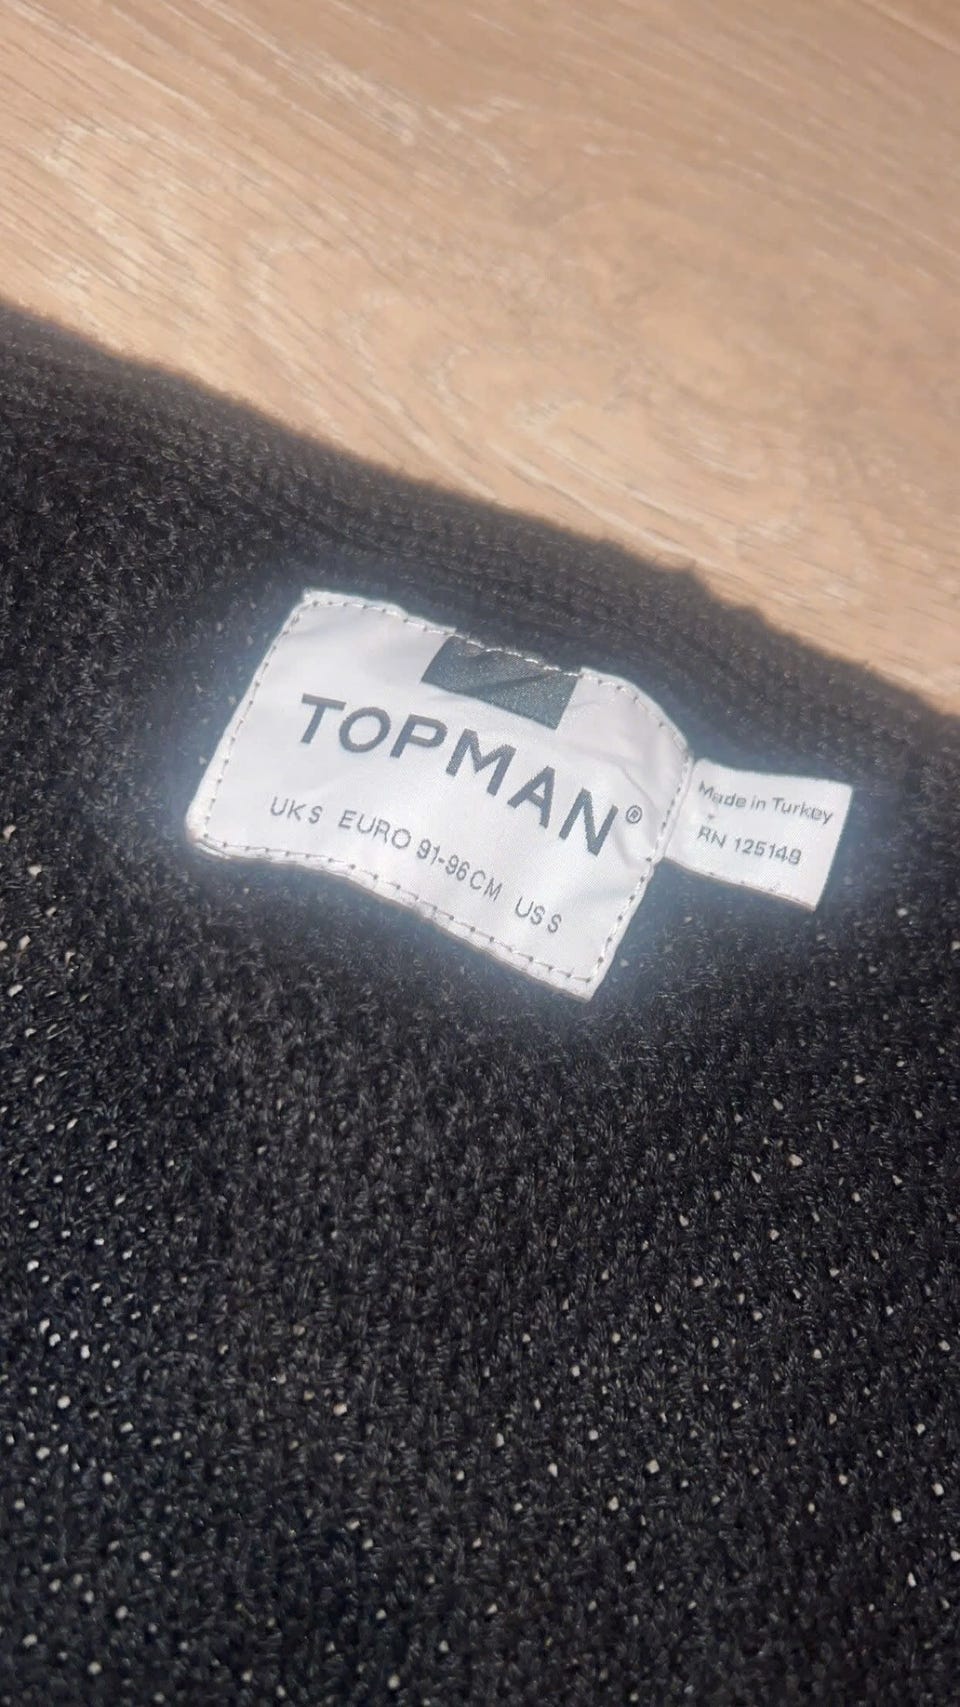 TOPMAN®
UK S EURO 91-96 CM US S
Made in Turkey
RN 125148